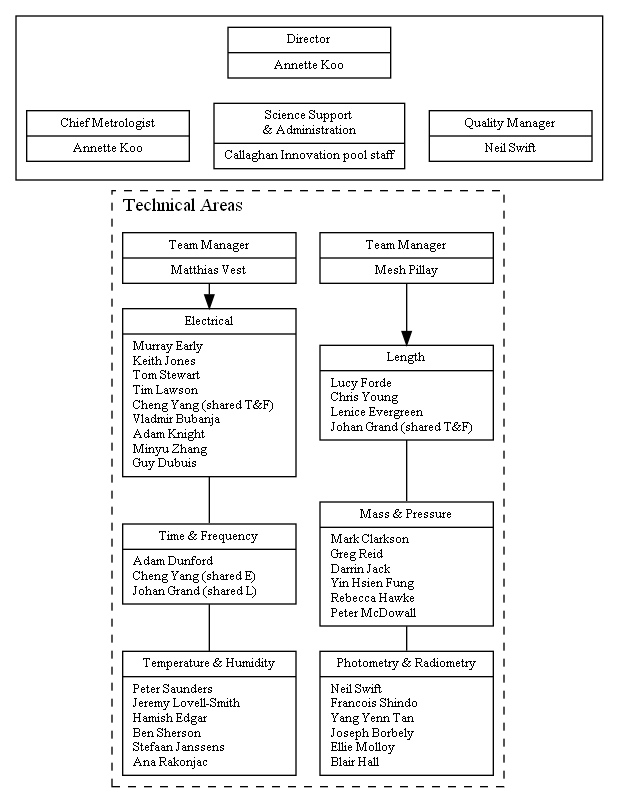 Director
Annette Koo
Chief Metrologist
Annette Koo
Science Support
& Administration
Callaghan Innovation pool staff
Quality Manager
Neil Swift
Technical Areas
Team Manager
Matthias Vest
Electrical
Murray Early
Keith Jones
Tom Stewart
Tim Lawson
Cheng Yang (shared T&F)
Vladmir Bubanja
Adam Knight
Minyu Zhang
Guy Dubuis
Time & Frequency
Adam Dunford
Cheng Yang (shared E)
Johan Grand (shared L)
Temperature & Humidity
Peter Saunders
Jeremy Lovell-Smith
Hamish Edgar
Ben Sherson
Stefaan Janssens
Ana Rakonjac
Team Manager
Mesh Pillay
Length
Lucy Forde
Chris Young
Lenice Evergreen
Johan Grand (shared T&F)
Mass & Pressure
Mark Clarkson
Greg Reid
Darrin Jack
Yin Hsien Fung
Rebecca Hawke
Peter McDowall
Photometry & Radiometry
Neil Swift
Francois Shindo
Yang Yenn Tan
Joseph Borbely
Ellie Molloy
Blair Hall